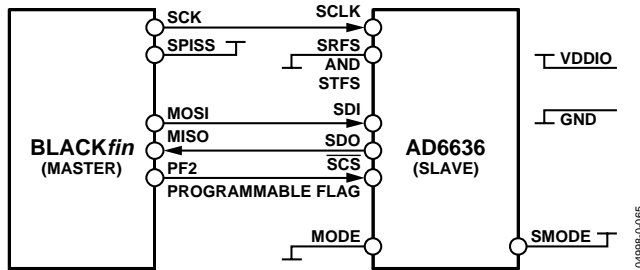 SCK
SCLK
SPISS
SRFS
AND
STFS
VDDIO
GND
MOSI
SDI
MISO
SDO
BLACKfin
(MASTER)
AD6636
(SLAVE)
PF2
SCS
PROGRAMMABLE FLAG
MODE
SMODE
04998-0-065